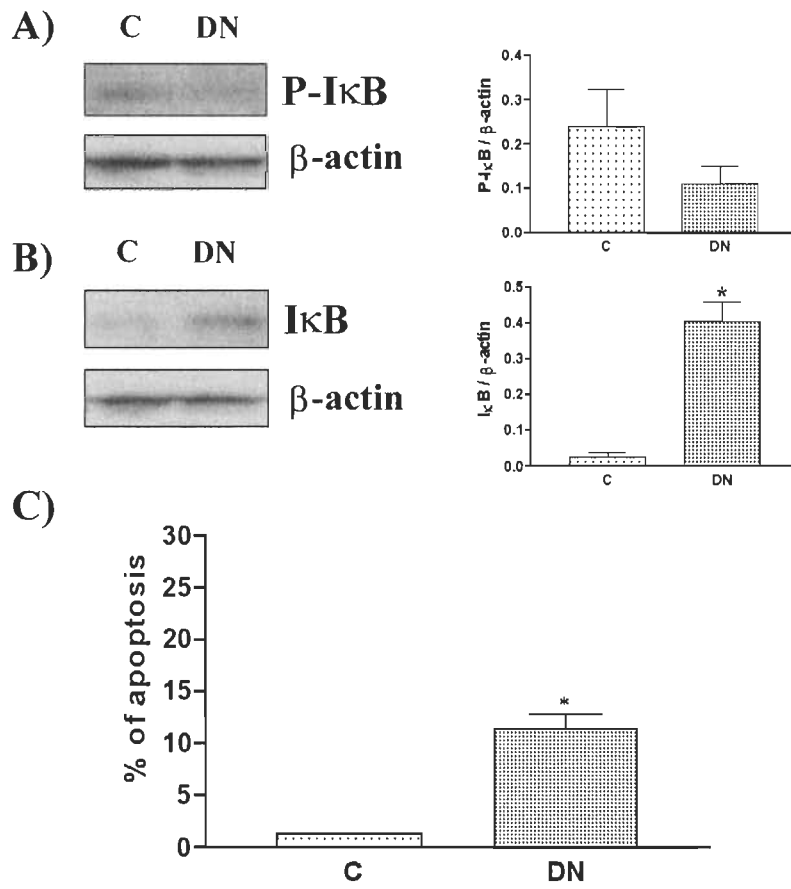 A)
C DN
P-IκB
β-actin
P-IκB / β-actin
0.4
0.3
0.2
0.1
0.0
C DN
B)
C DN
IκB
β-actin
IκB / β-actin
0.5
0.4
0.3
0.2
0.1
0.0
*
C DN
C)
% of apoptosis
30
25
20
15
10
5
0
*
C DN